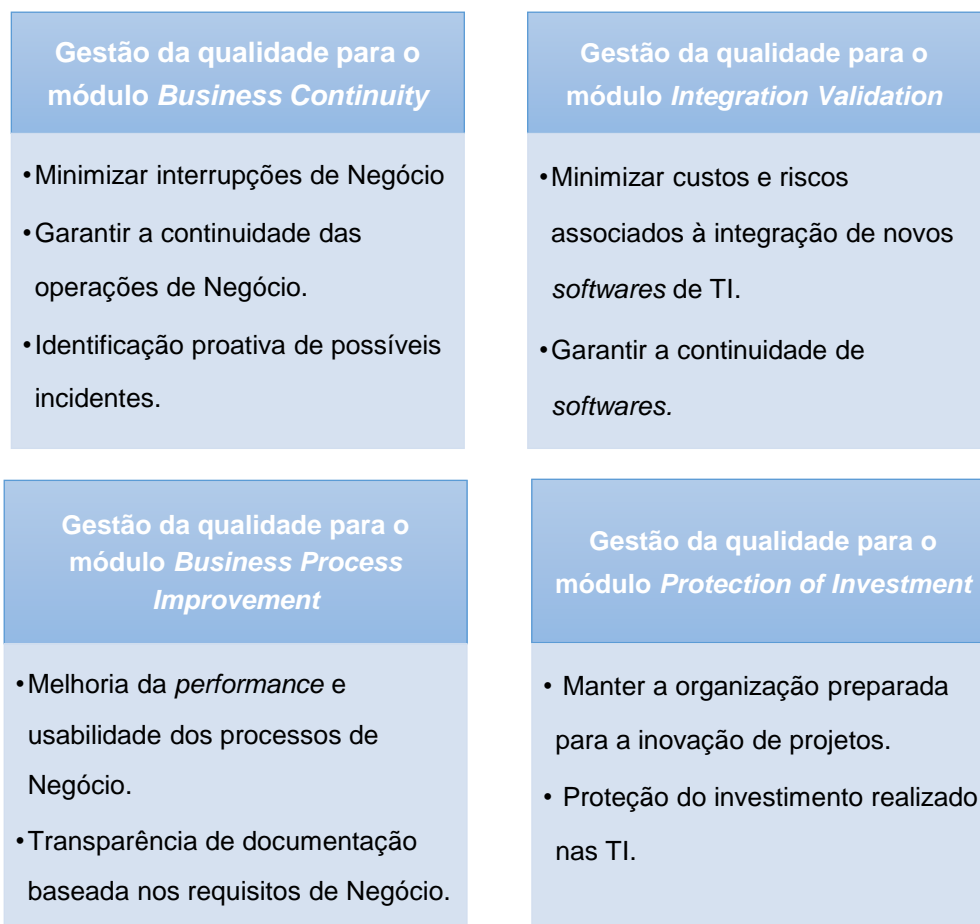 Gestão da qualidade para o
módulo Business Continuity
•Minimizar interrupções de Negócio
•Garantir a continuidade das
operações de Negócio.
•Identificação proativa de possíveis
incidentes.
Gestão da qualidade para o
módulo Integration Validation
•Minimizar custos e riscos
associados à integração de novos
softwares de TI.
•Garantir a continuidade de
softwares.
Gestão da qualidade para o
módulo Business Process
Improvement
•Melhoria da performance e
usabilidade dos processos de
Negócio.
•Transparência de documentação
baseada nos requisitos de Negócio.
Gestão da qualidade para o
módulo Protection of Investment
• Manter a organização preparada
para a inovação de projetos.
• Proteção do investimento realizado
nas TI.